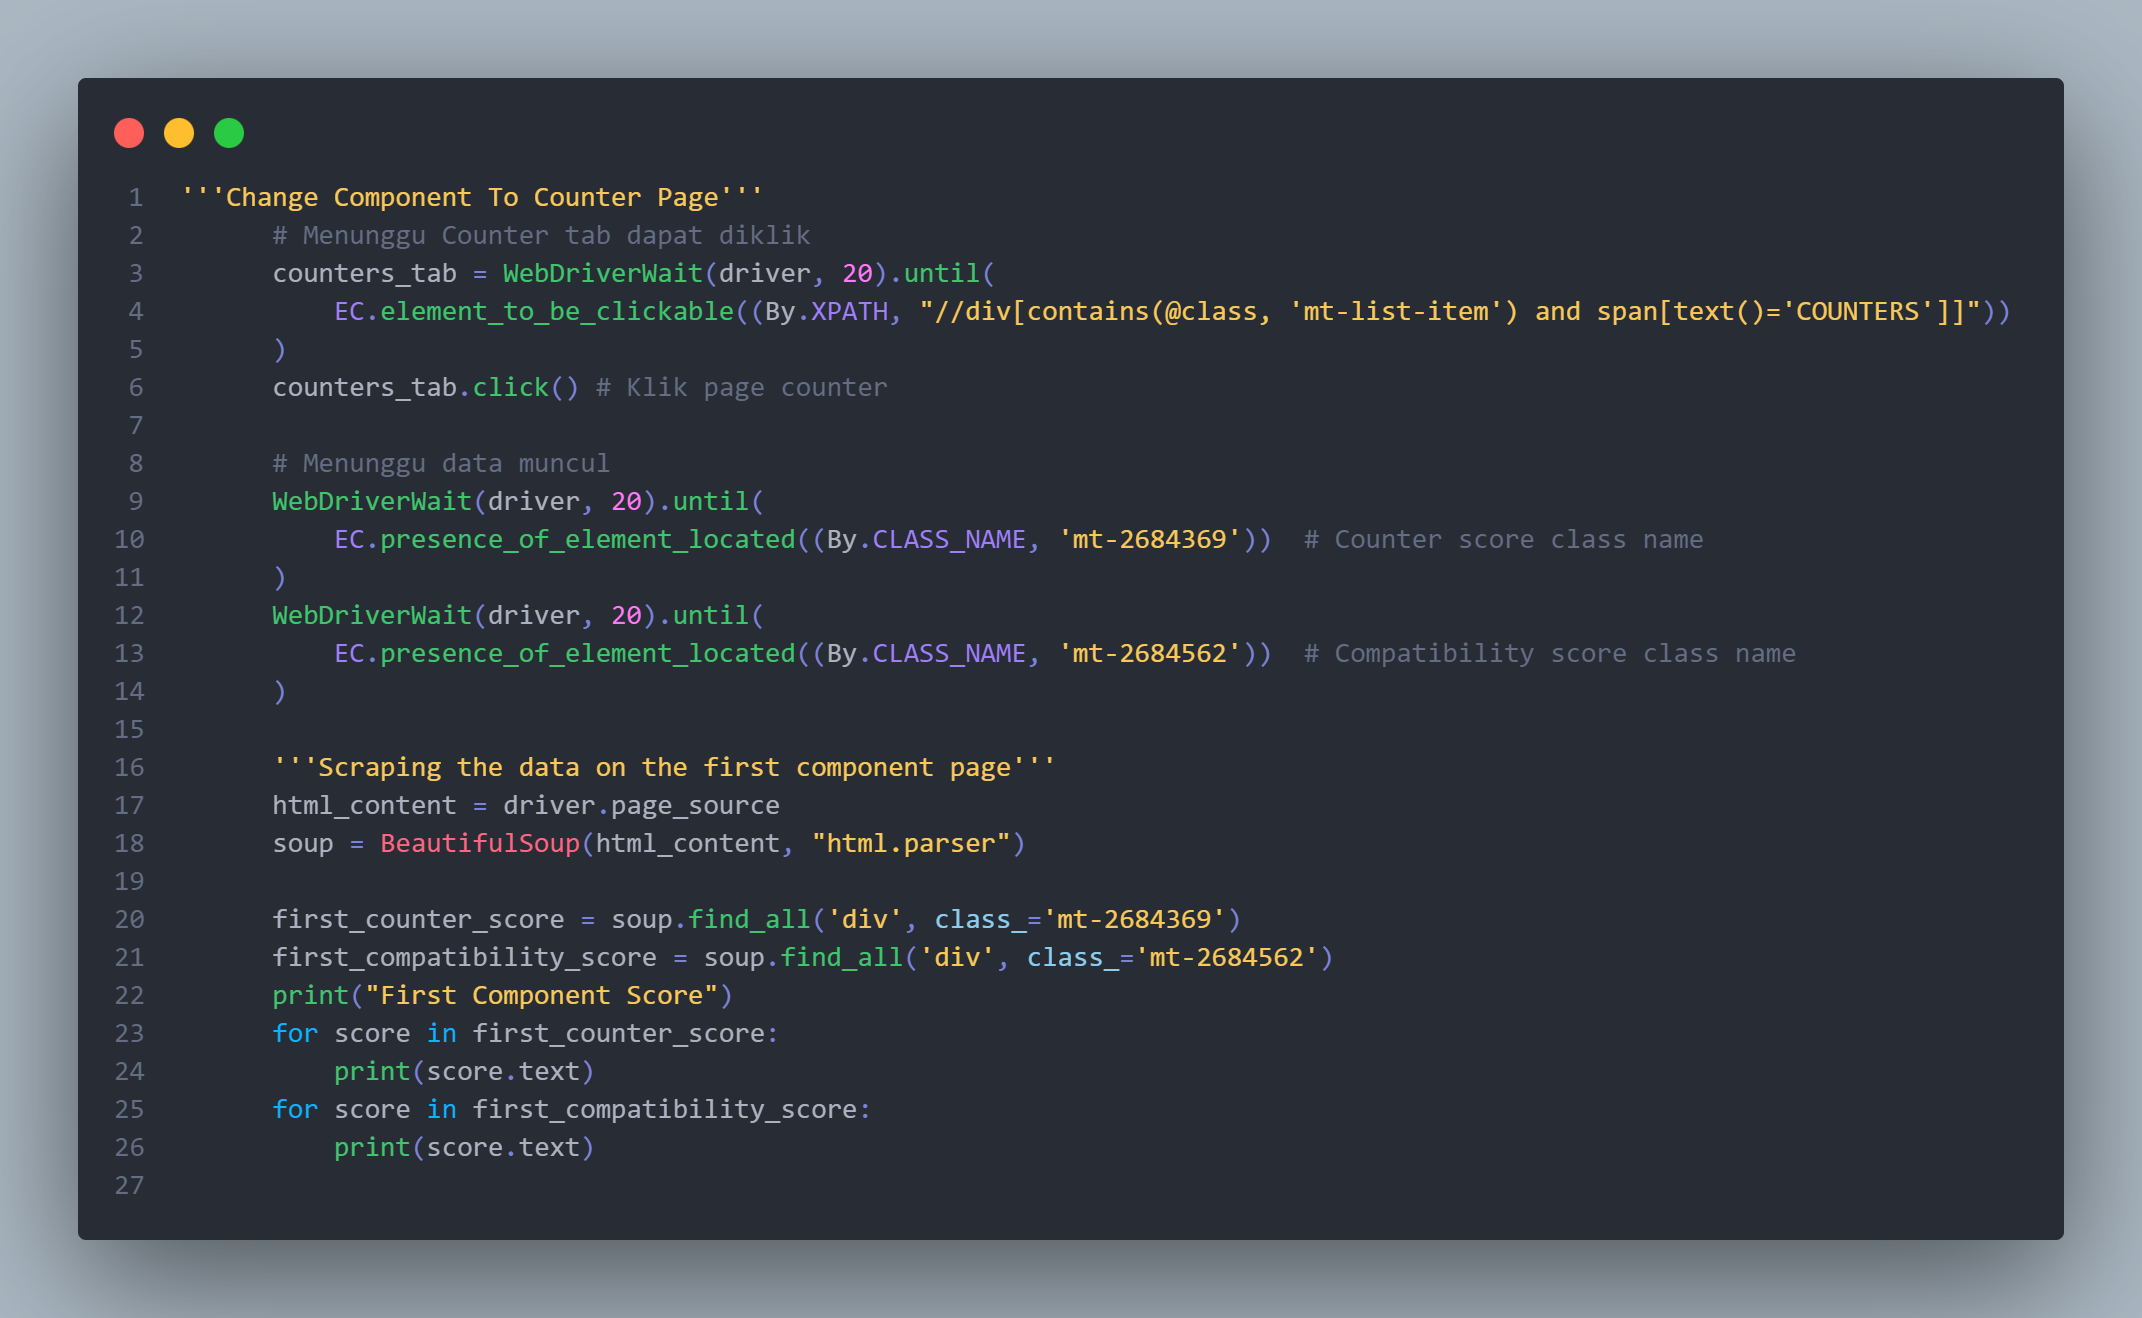 1 '''Change Component To Counter Page'''
2 # Menunggu Counter tab dapat diklik
3 counters_tab = WebDriverWait(driver, 20).until(
4 EC.element_to_be_clickable((By.XPATH, "//div[contains(@class, 'mt-list-item') and span[text()='COUNTERS']]"))
5 )
6 counters_tab.click() # Klik page counter
7
8 # Menunggu data muncul
9 WebDriverWait(driver, 20).until(
10 EC.presence_of_element_located((By.CLASS_NAME, 'mt-2684369'))  # Counter score class name
11 )
12 WebDriverWait(driver, 20).until(
13 EC.presence_of_element_located((By.CLASS_NAME, 'mt-2684562'))  # Compatibility score class name
14 )
15
16 '''Scraping the data on the first component page'''
17 html_content = driver.page_source
18 soup = BeautifulSoup(html_content, "html.parser")
19
20 first_counter_score = soup.find_all('div', class_='mt-2684369')
21 first_compatibility_score = soup.find_all('div', class_='mt-2684562')
22 print("First Component Score")
23 for score in first_counter_score:
24 print(score.text)
25 for score in first_compatibility_score:
26 print(score.text)
27